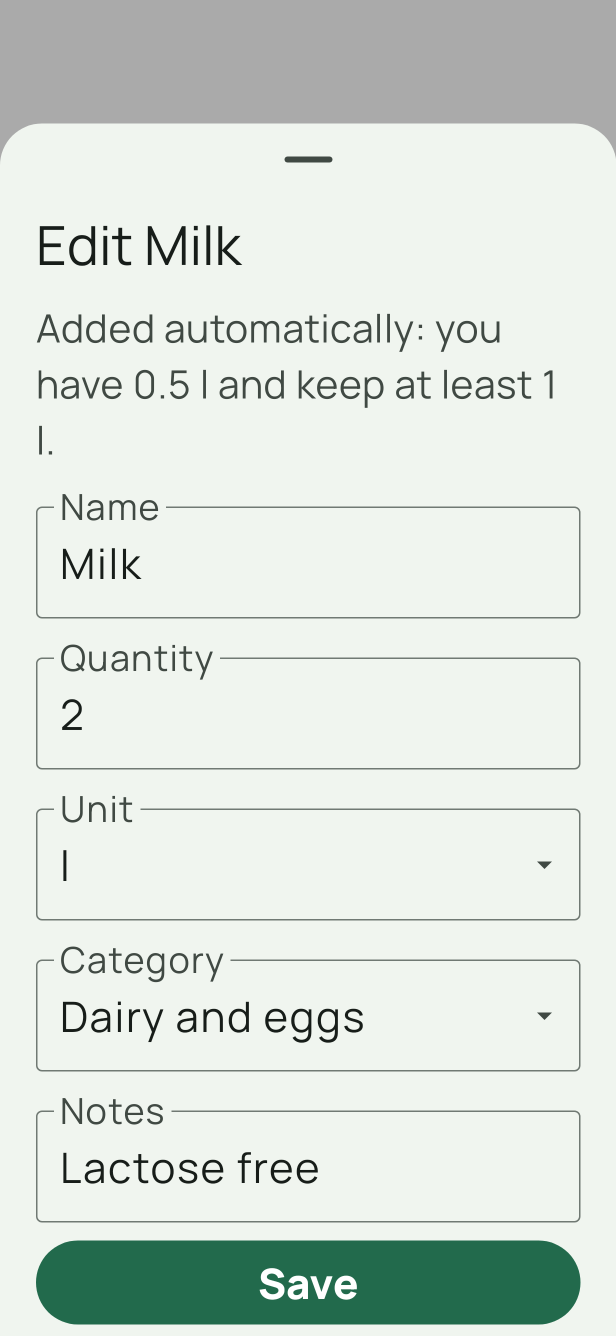 Edit Milk
Added automatically: you
have 0.5 l and keep at least 1
l.
Name
Milk
Quantity
2
Unit
l
Category
Dairy and eggs
Notes
Lactose free
Save